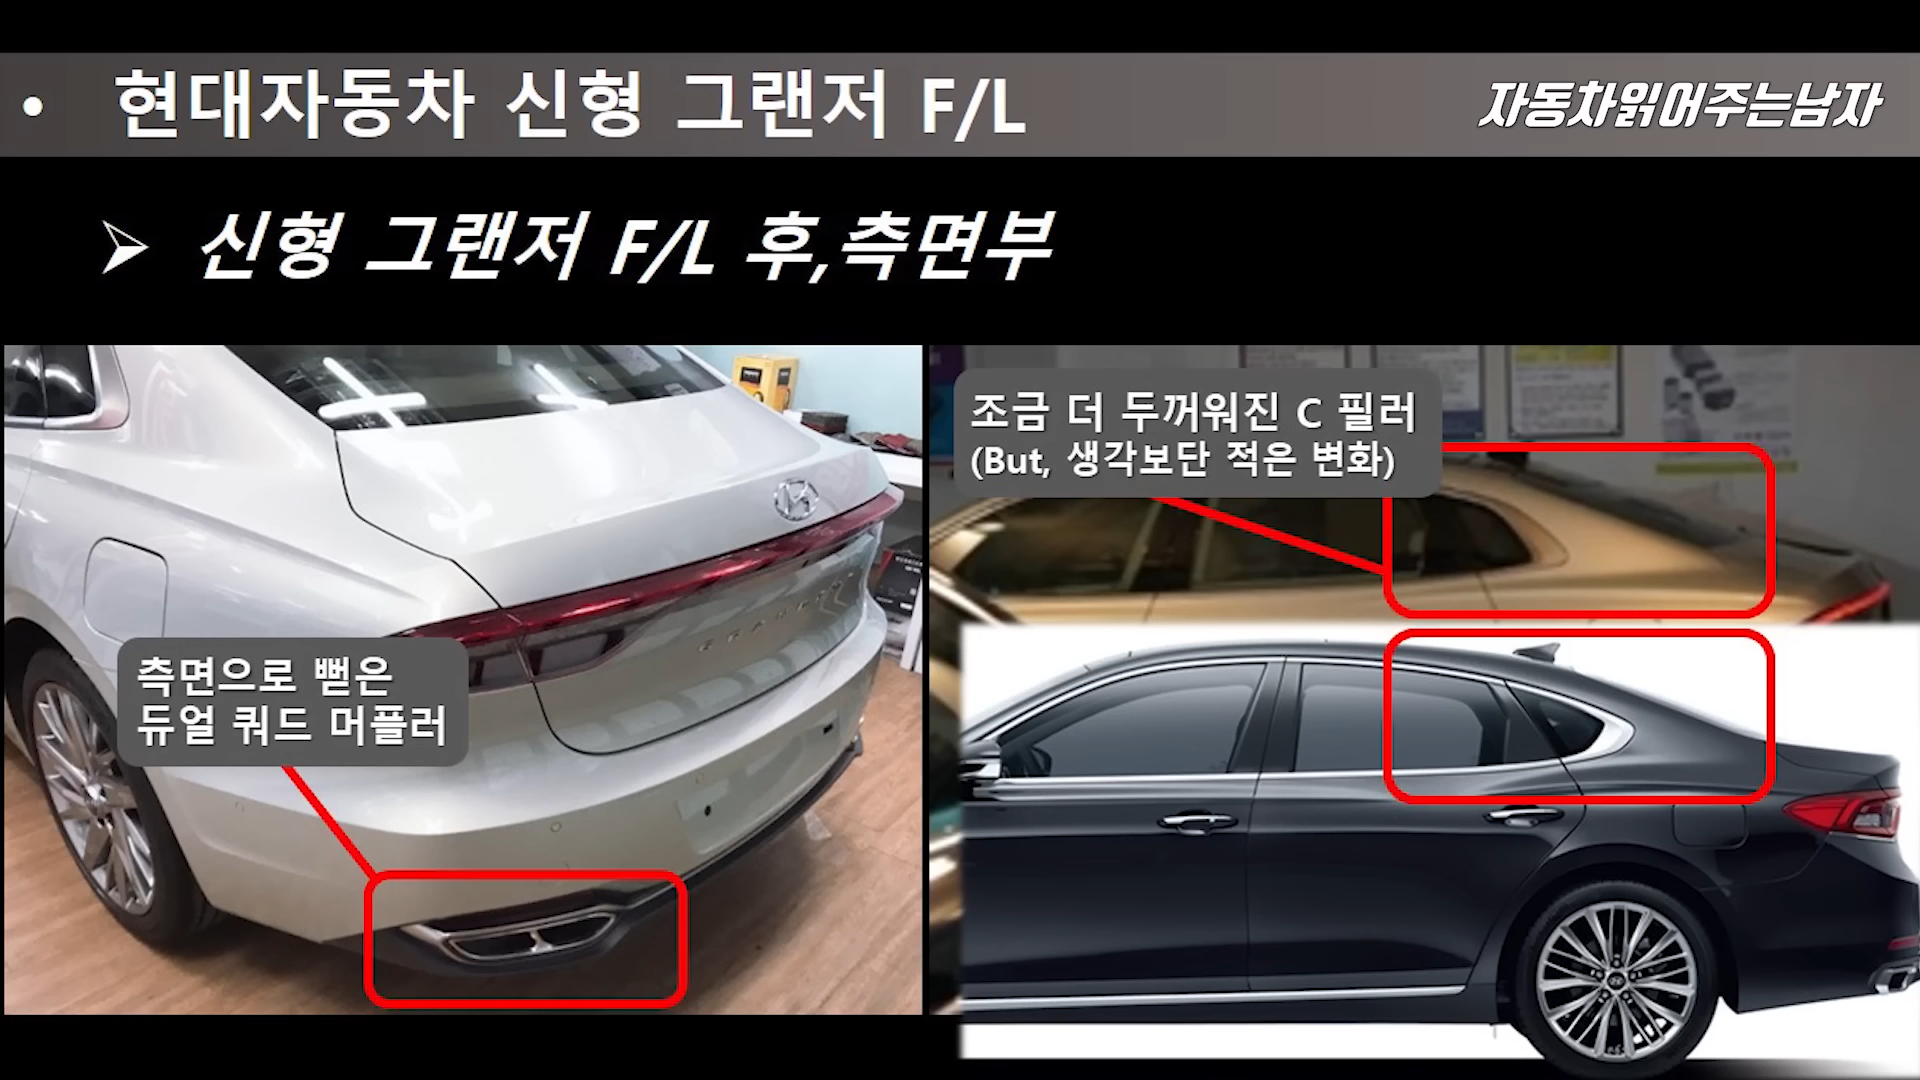 • 현대자동차 신형 그랜저 F/L
자동차읽어주는남자
➢ 신형 그랜저 F/L 후,측면부
측면으로 뻗은
듀얼 쿼드 머플러
GRANDEUR
조금 더 두꺼워진 C 필러
(But, 생각보단 적은 변화)